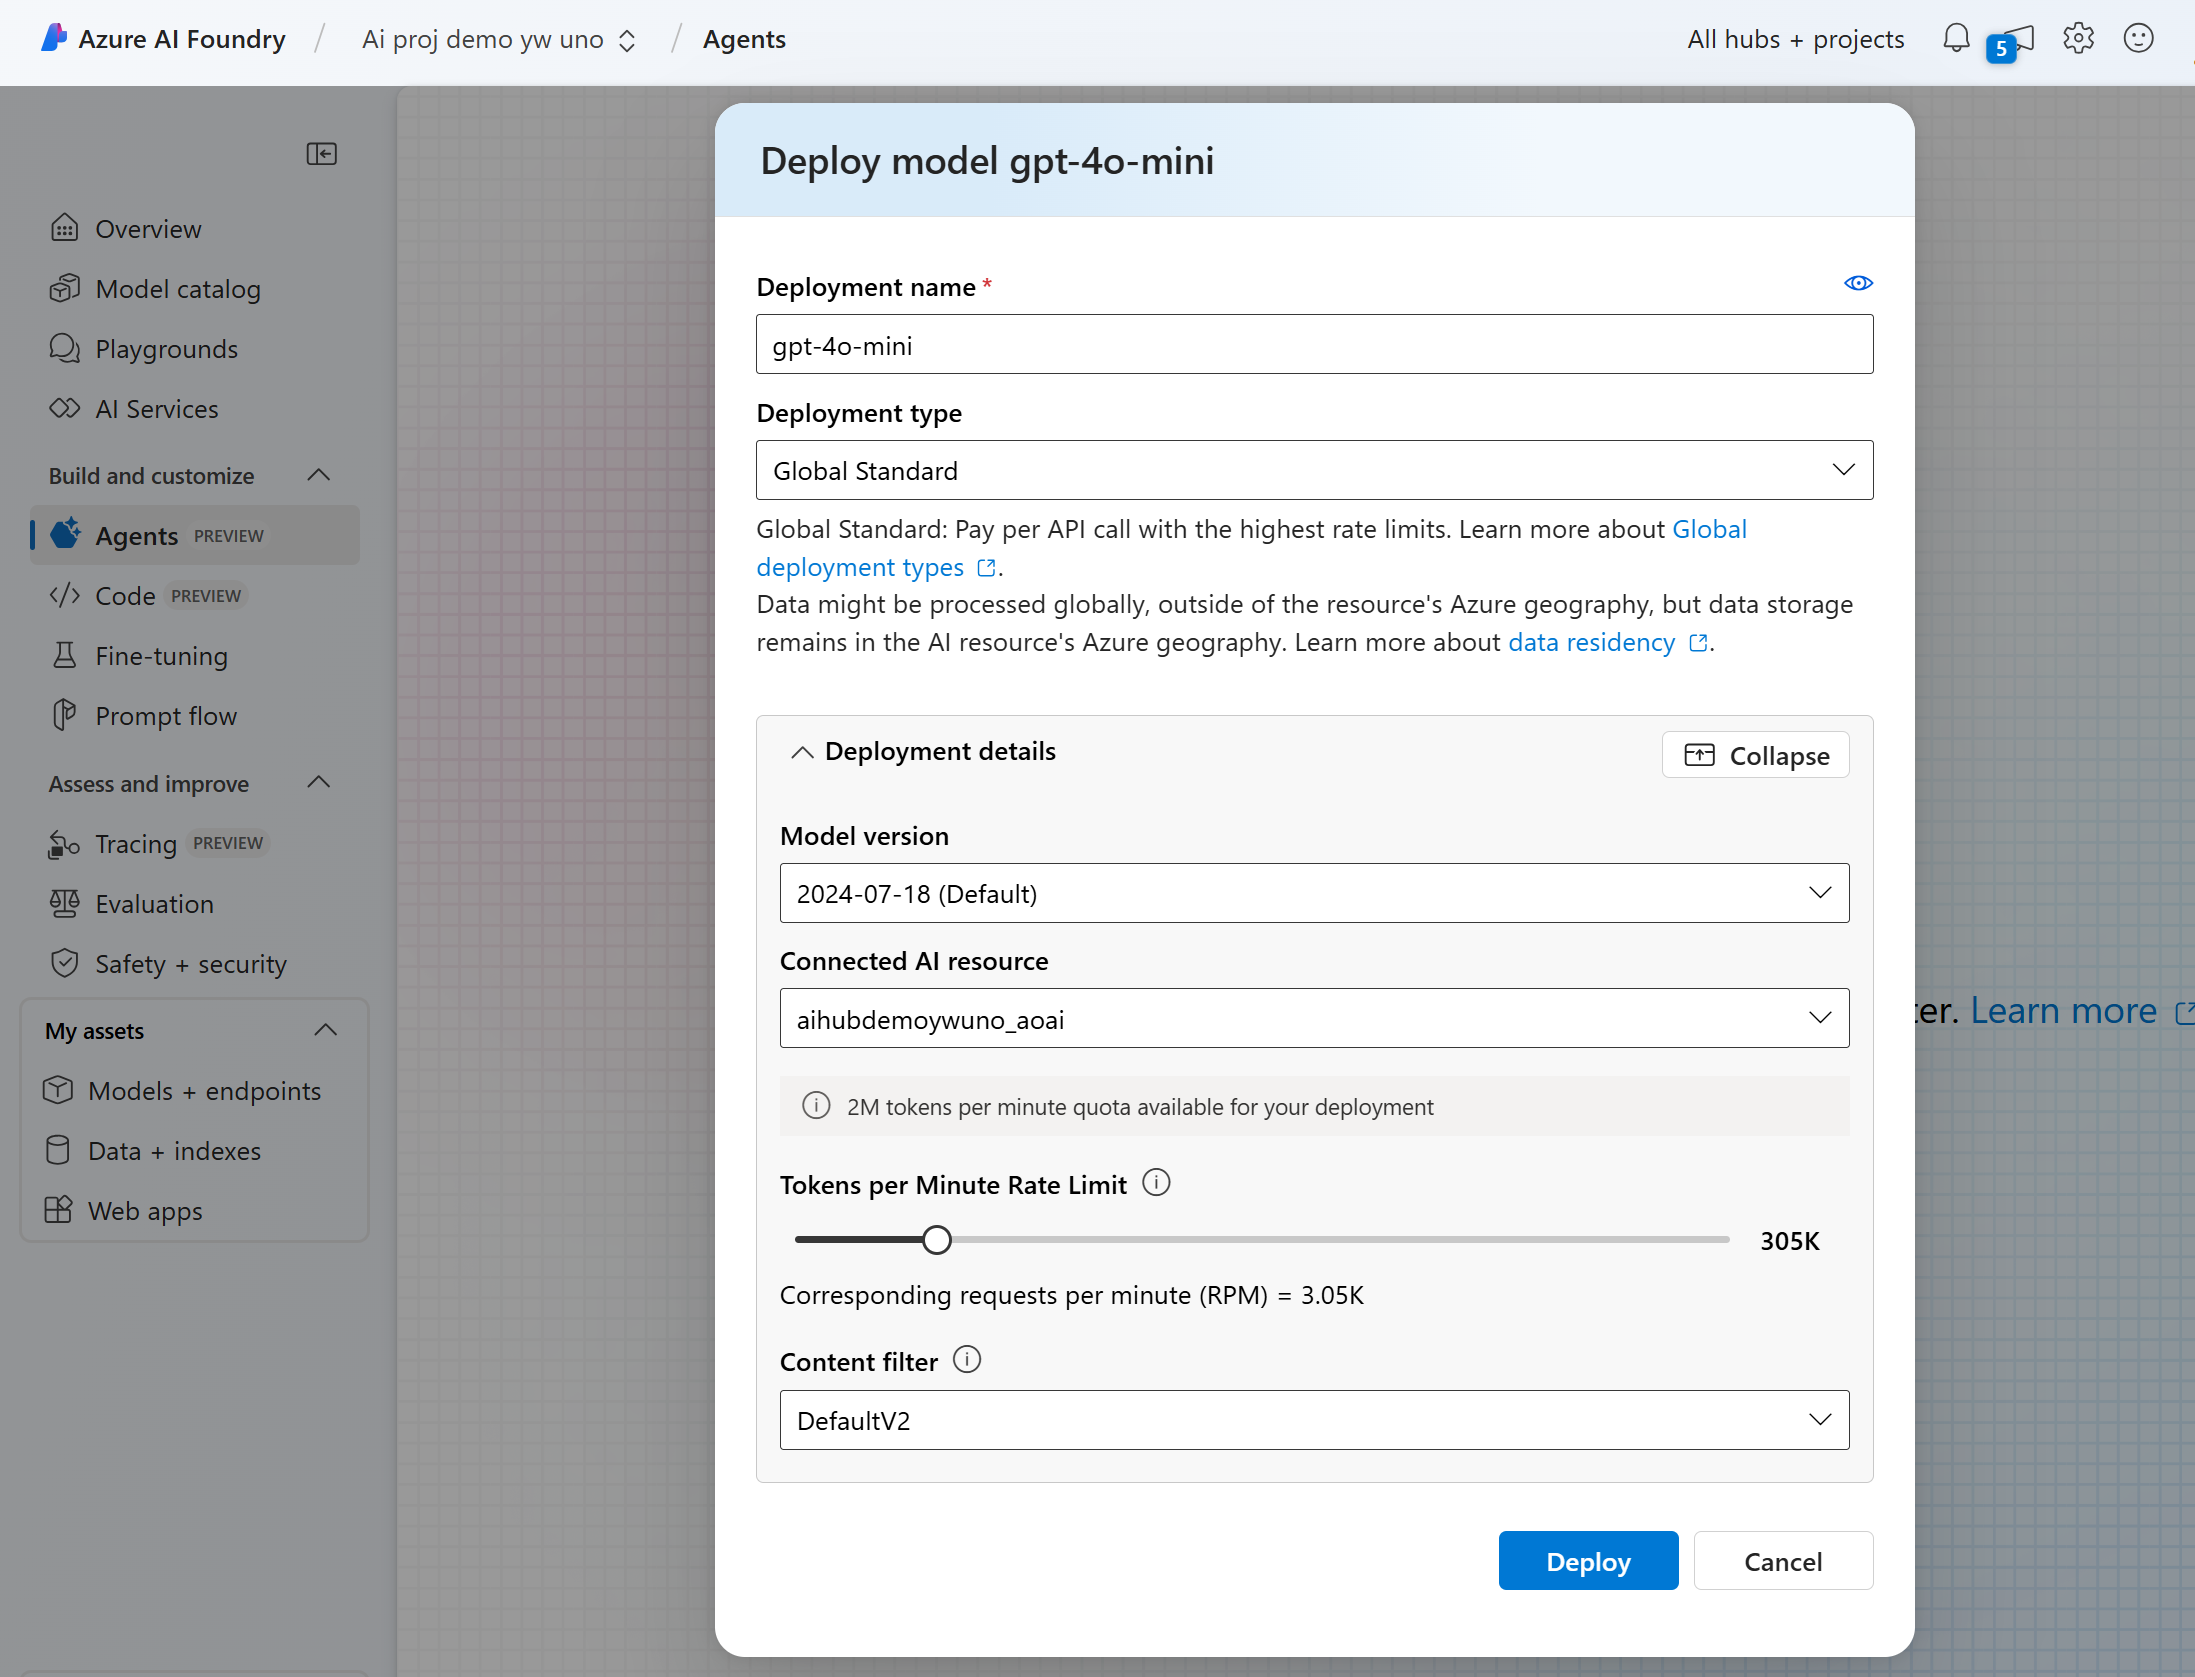 Azure AI Foundry / Ai proj demo yw uno / Agents
All hubs + projects
5
Overview
Model catalog
Playgrounds
AI Services
Build and customize
Agents PREVIEW
Code PREVIEW
Fine-tuning
Prompt flow
Assess and improve
Tracing PREVIEW
Evaluation
Safety + security
My assets
Models + endpoints
Data + indexes
Web apps
Deploy model gpt-4o-mini
Deployment name *
gpt-4o-mini
Deployment type
Global Standard
Global Standard: Pay per API call with the highest rate limits. Learn more about Global
deployment types .
Data might be processed globally, outside of the resource's Azure geography, but data storage
remains in the AI resource's Azure geography. Learn more about data residency .
Deployment details
Collapse
Model version
2024-07-18 (Default)
Connected AI resource
aihubdemoywuno_aoai
2M tokens per minute quota available for your deployment
Tokens per Minute Rate Limit
305K
Corresponding requests per minute (RPM) = 3.05K
Content filter
DefaultV2
Deploy
Cancel
ter. Learn more